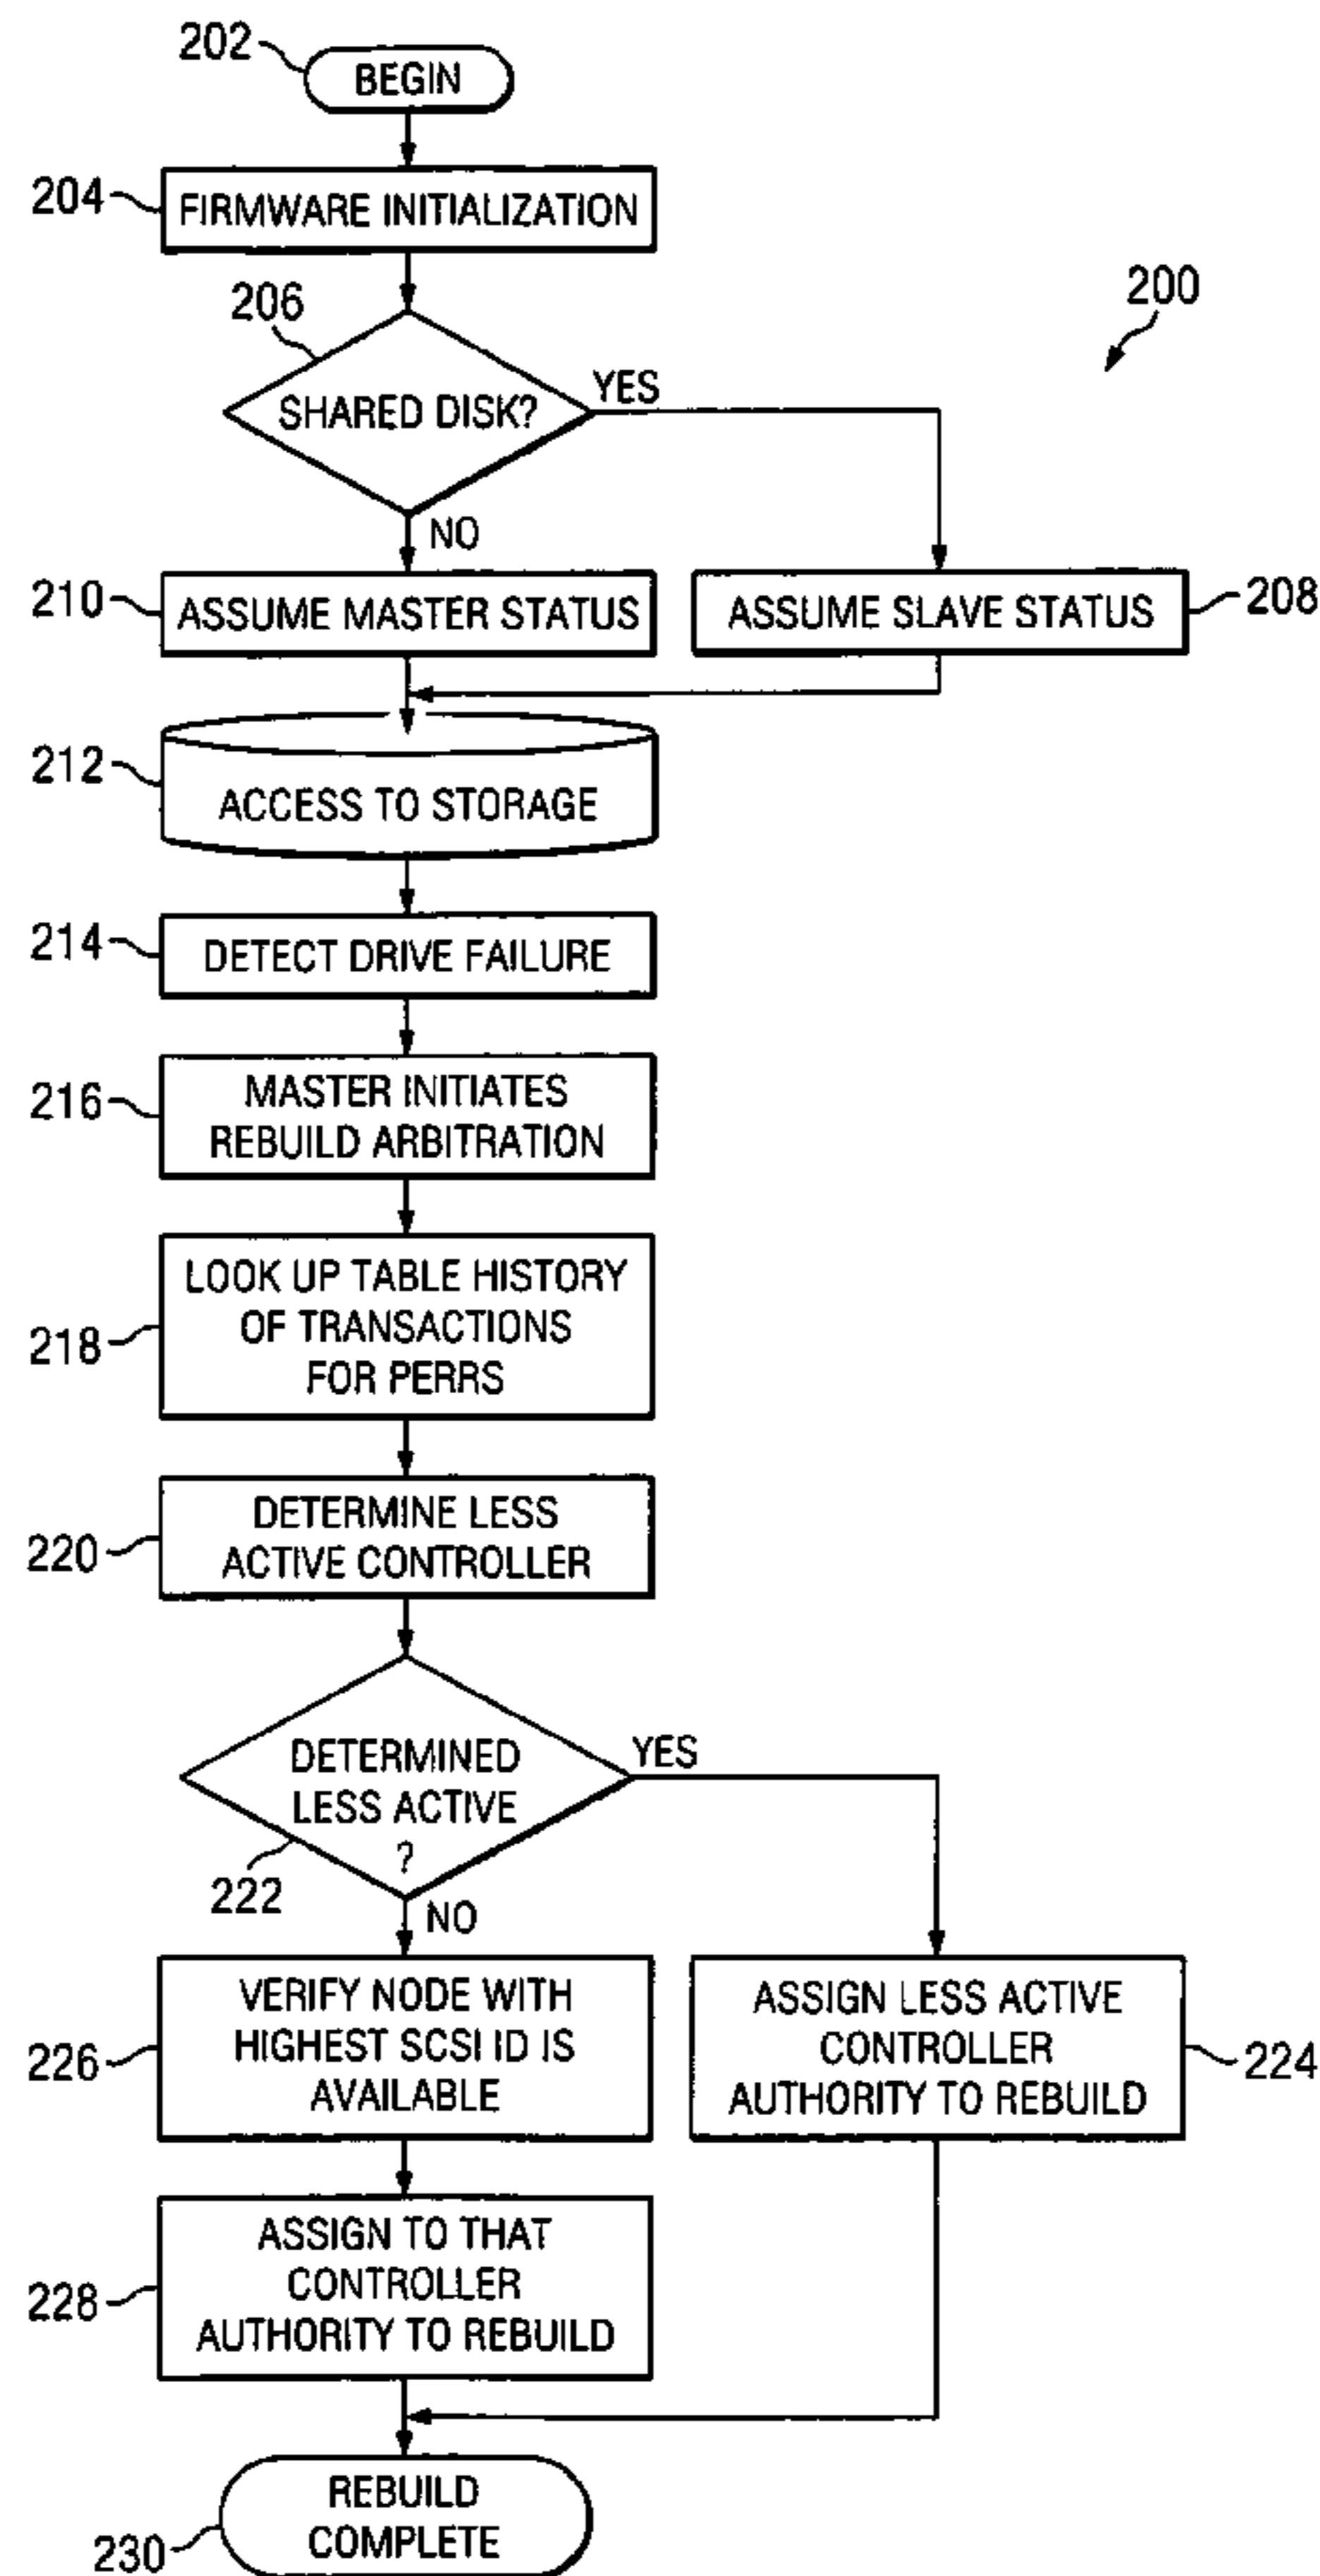 202
BEGIN
204
FIRMWARE INITIALIZATION
200
206
SHARED DISK?
YES
NO
210
ASSUME MASTER STATUS
ASSUME SLAVE STATUS
208
212
ACCESS TO STORAGE
214
DETECT DRIVE FAILURE
216
MASTER INITIATES
REBUILD ARBITRATION
218
LOOK UP TABLE HISTORY
OF TRANSACTIONS
FOR PERRS
220
DETERMINE LESS
ACTIVE CONTROLLER
DETERMINED
LESS ACTIVE
?
YES
222
NO
226
VERIFY NODE WITH
HIGHEST SCSI ID IS
AVAILABLE
ASSIGN LESS ACTIVE
CONTROLLER
AUTHORITY TO REBUILD
224
228
ASSIGN TO THAT
CONTROLLER
AUTHORITY TO REBUILD
REBUILD
COMPLETE
230